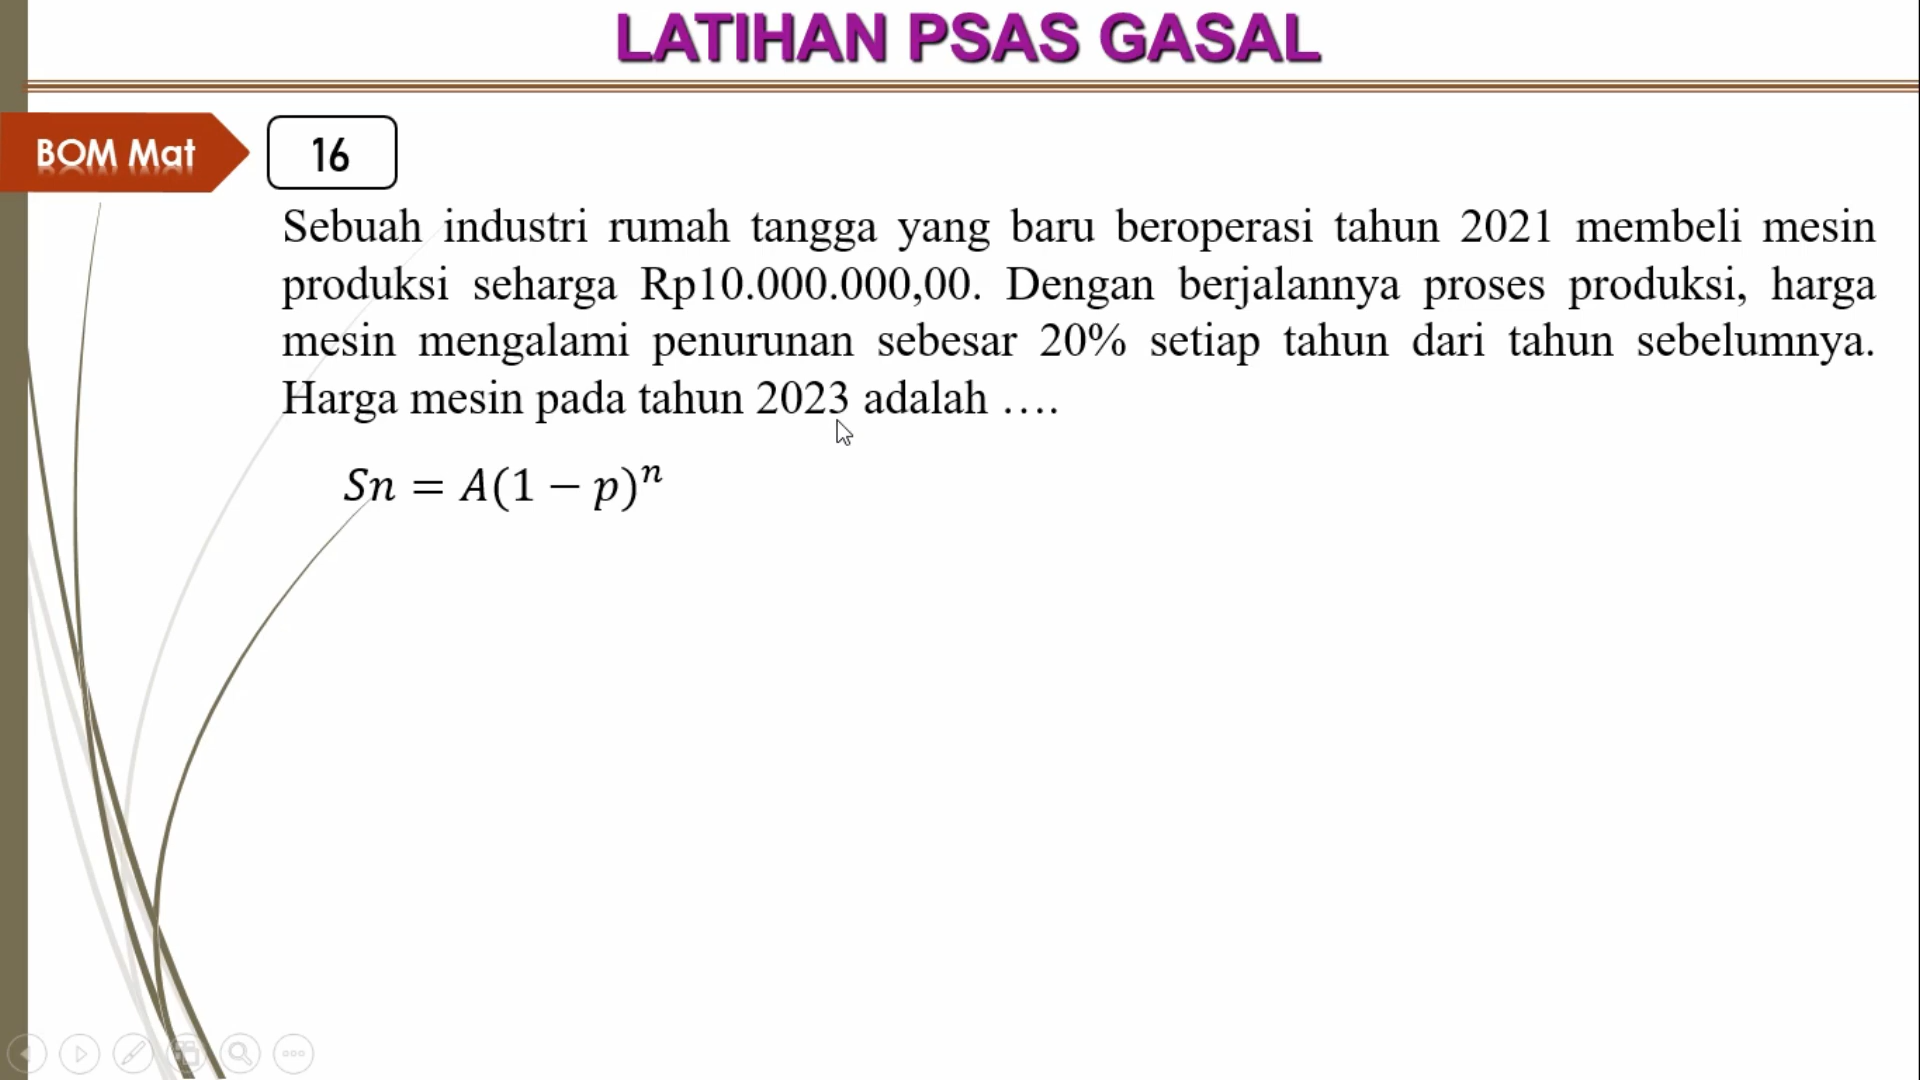 LATIHAN PSAS GASAL
BOM Mat
16
Sebuah industri rumah tangga yang baru beroperasi tahun 2021 membeli mesin
produksi seharga Rp10.000.000,00. Dengan berjalannya proses produksi, harga
mesin mengalami penurunan sebesar 20% setiap tahun dari tahun sebelumnya.
Harga mesin pada tahun 2023 adalah ….
𝑆𝑛 = 𝐴(1 − 𝑝)ⁿ